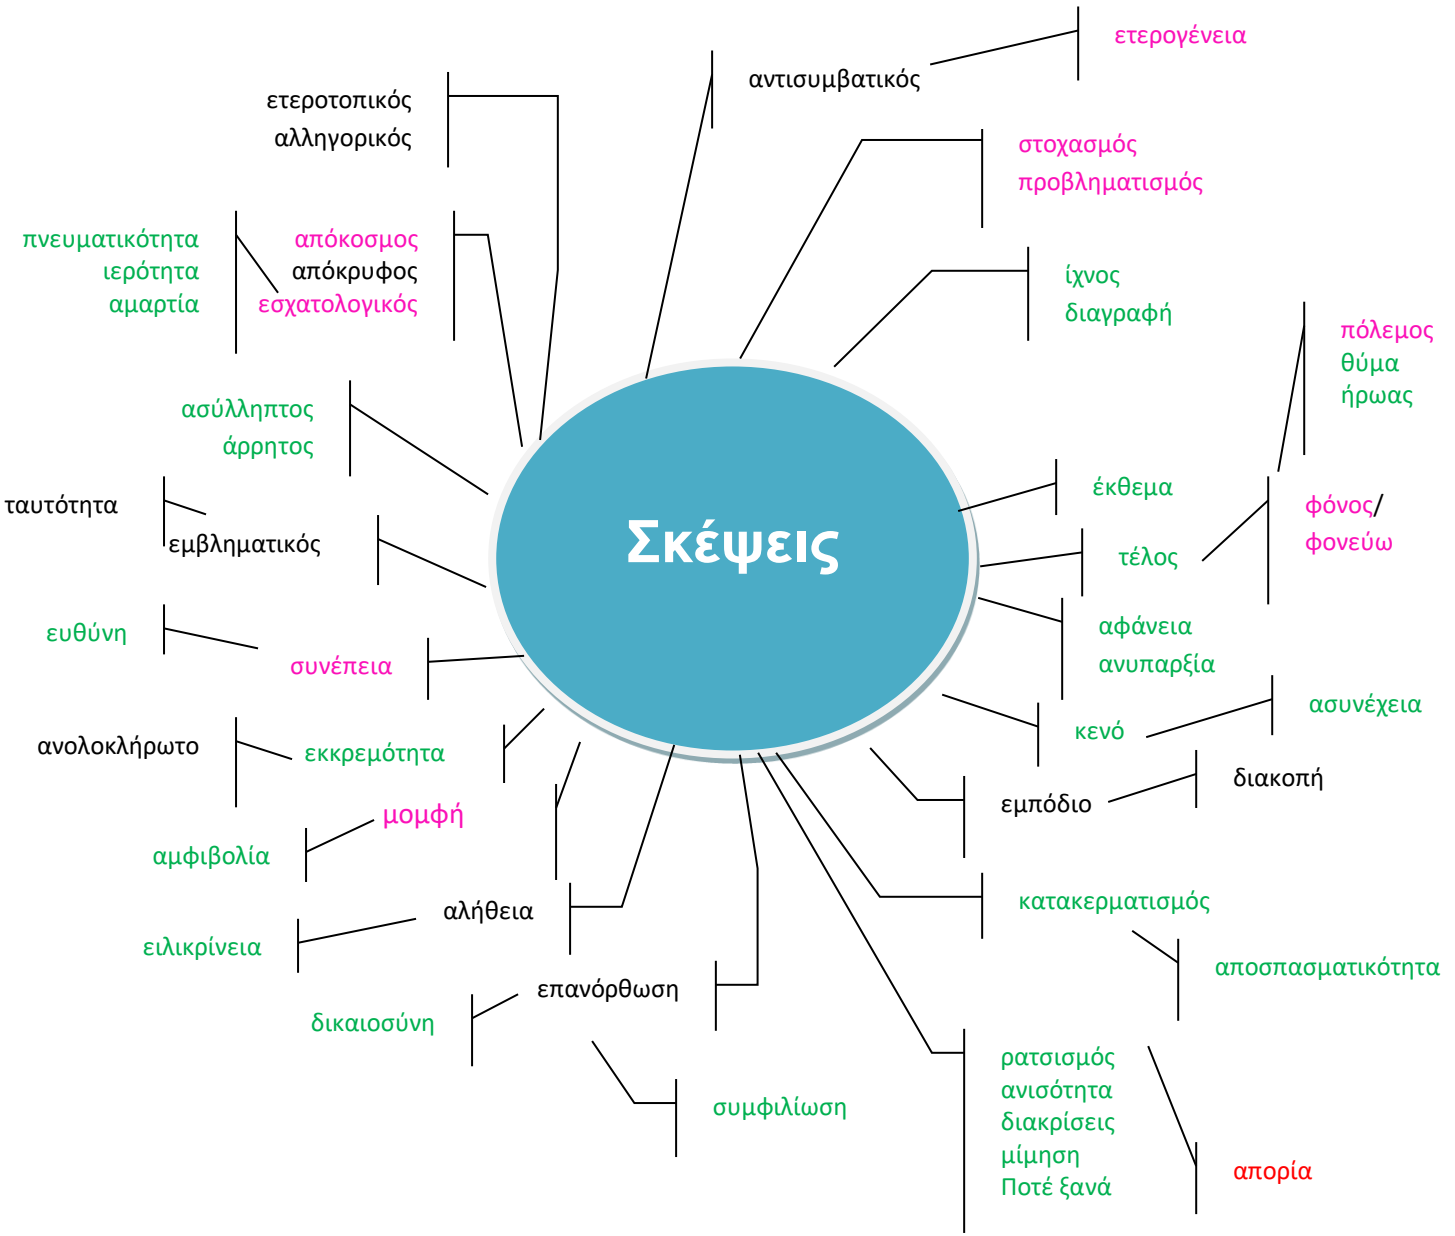 ετερογένεια
αντισυμβατικός
ετεροτοπικός
αλληγορικός
στοχασμός
προβληματισμός
πνευματικότητα
ιερότητα
αμαρτία
απόκοσμος
απόκρυφος
εσχατολογικός
ίχνος
διαγραφή
πόλεμος
θύμα
ήρωας
ασύλληπτος
άρρητος
έκθεμα
ταυτότητα
εμβληματικός
Σκέψεις
φόνος/
φονεύω
τέλος
ευθύνη
συνέπεια
αφάνεια
ανυπαρξία
ανολοκλήρωτο
εκκρεμότητα
κενό
ασυνέχεια
μομφή
αμφιβολία
εμπόδιο
διακοπή
αλήθεια
ειλικρίνεια
κατακερματισμός
αποσπασματικότητα
επανόρθωση
δικαιοσύνη
συμφιλίωση
ρατσισμός
ανισότητα
διακρίσεις
μίμηση
Ποτέ ξανά
απορία